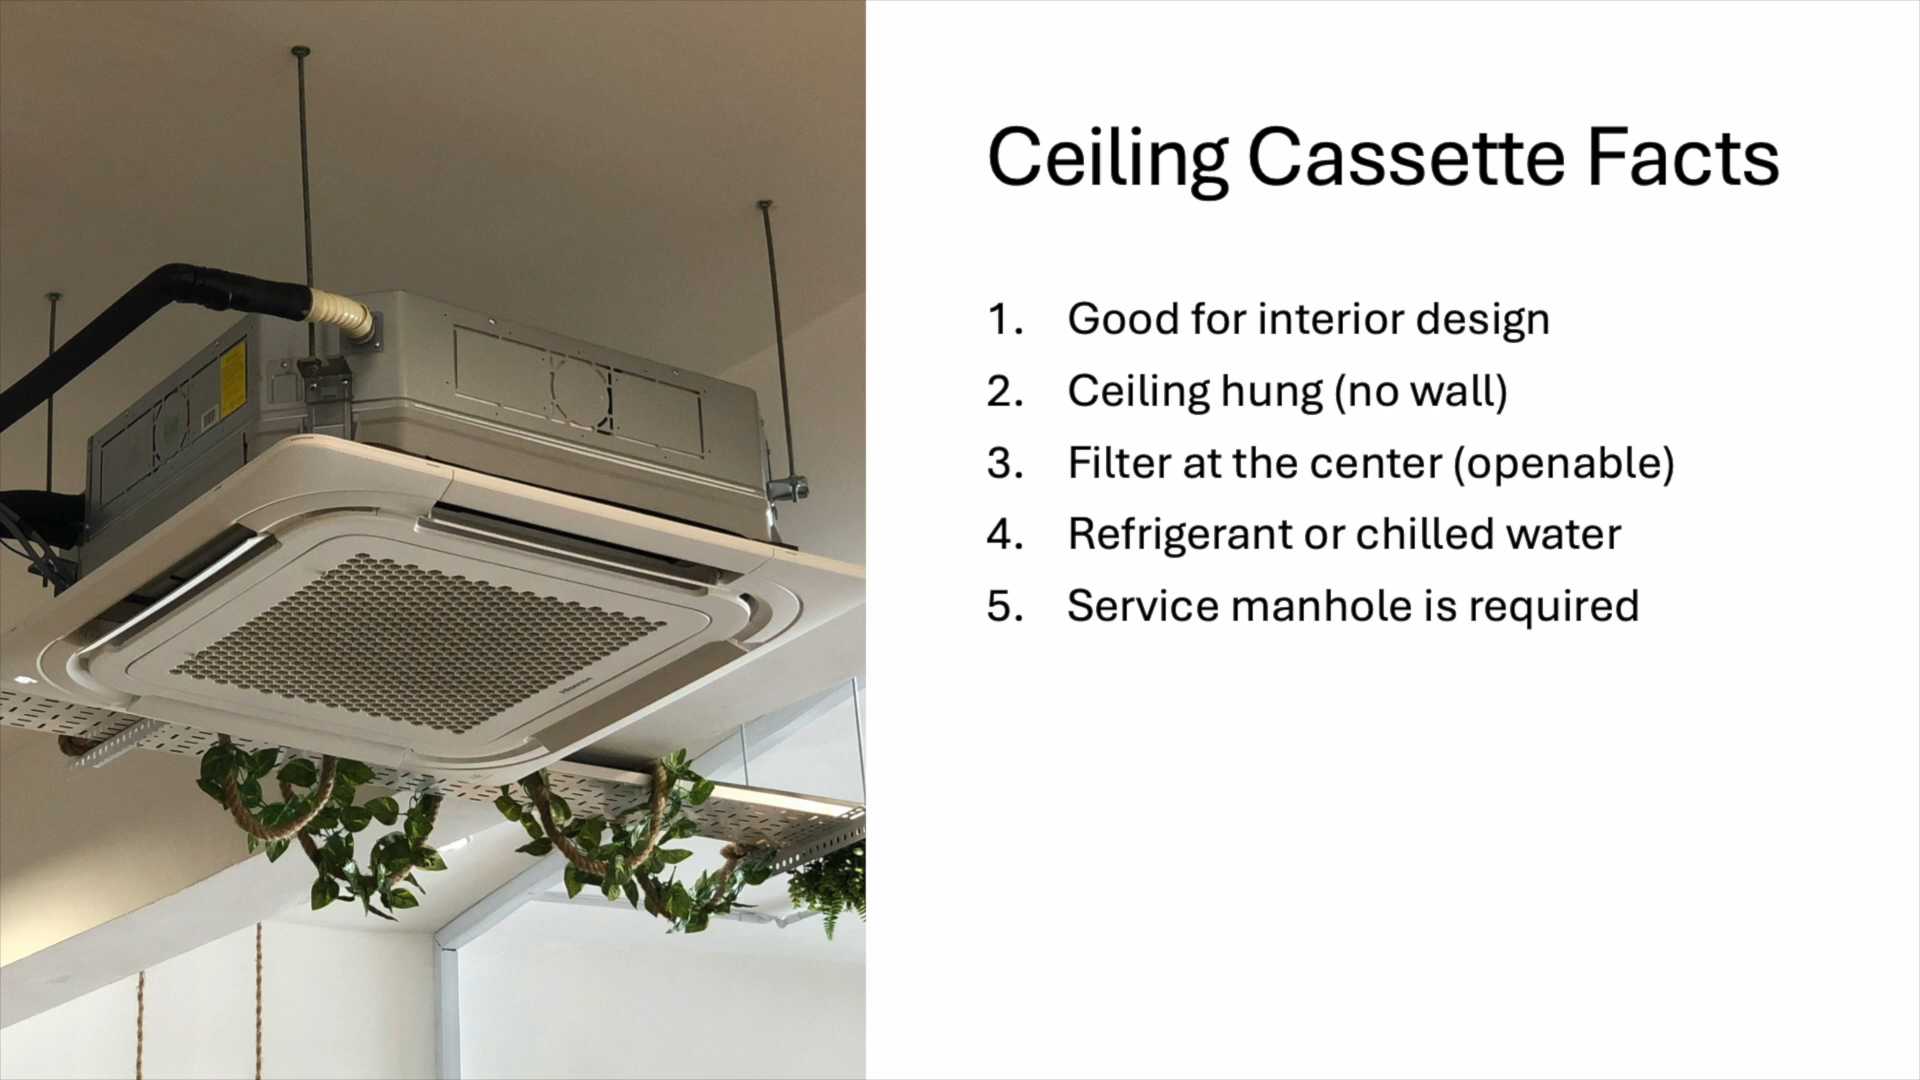 Ceiling Cassette Facts
1. Good for interior design
2. Ceiling hung (no wall)
3. Filter at the center (openable)
4. Refrigerant or chilled water
5. Service manhole is required